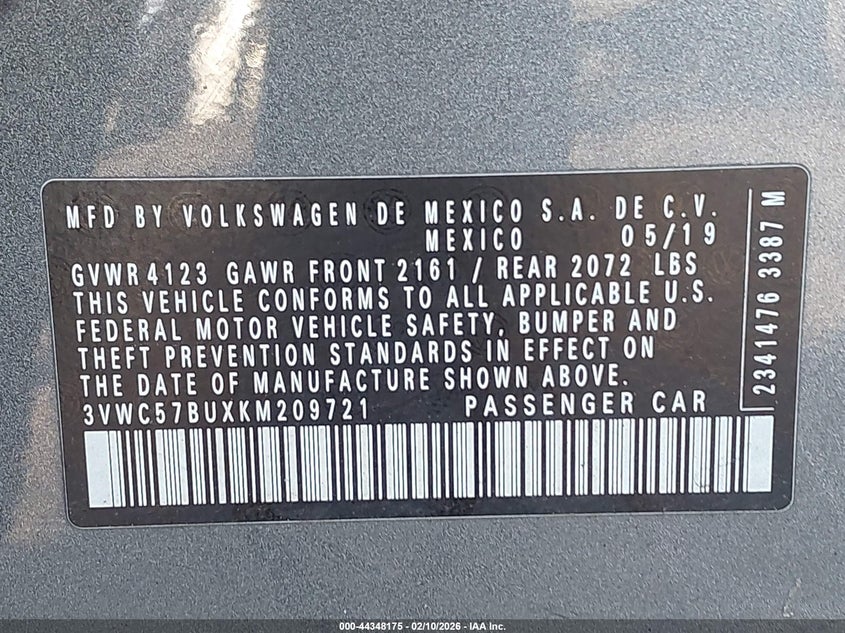 MFD BY VOLKSWAGEN DE MEXICO S.A. DE C.V.
MEXICO 05/19
GVWR 4123 GAWR FRONT 2161 / REAR 2072 LBS
THIS VEHICLE CONFORMS TO ALL APPLICABLE U.S.
FEDERAL MOTOR VEHICLE SAFETY, BUMPER AND
THEFT PREVENTION STANDARDS IN EFFECT ON
THE DATE OF MANUFACTURE SHOWN ABOVE.
3VWC57BUXKM209721 PASSENGER CAR
2341476 3387 M
000-44348175 - 02/10/2026 - IAA Inc.